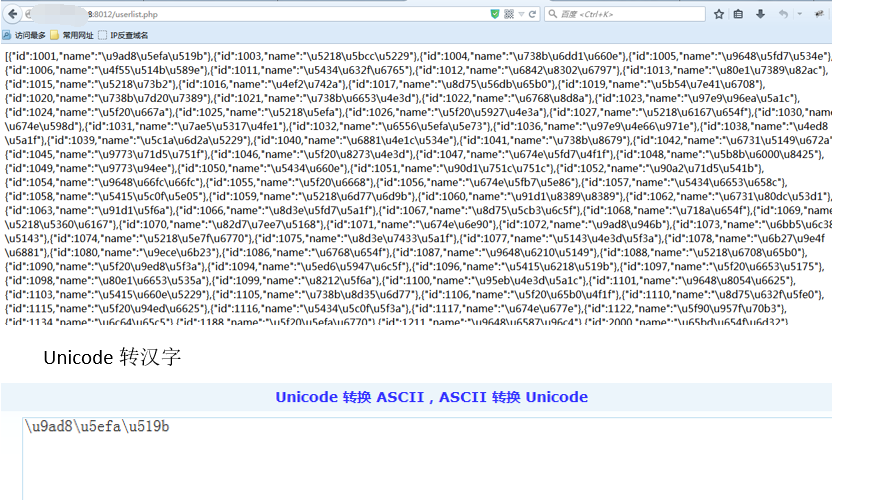 8:8012/userlist.php
百度 <Ctrl+K>
访问最多 常用网址 IP反查域名
[{"id":1001,"name":"\u9ad8\u5efa\u519b"},{"id":1003,"name":"\u5218\u5bcc\u5229"},{"id":1004,"name":"\u738b\u6dd1\u660e"},{"id":1005,"name":"\u9648\u5fd7\u534e"},
{"id":1006,"name":"\u4f55\u514b\u589e"},{"id":1011,"name":"\u5434\u632f\u6765"},{"id":1012,"name":"\u6842\u8302\u6797"},{"id":1013,"name":"\u80e1\u7389\u82ac"},
{"id":1015,"name":"\u5218\u73b2"},{"id":1016,"name":"\u4ef2\u742a"},{"id":1017,"name":"\u8d75\u56db\u65b0"},{"id":1019,"name":"\u5b54\u7e41\u6708"},
{"id":1020,"name":"\u738b\u7d20\u7389"},{"id":1021,"name":"\u738b\u6653\u4e3d"},{"id":1022,"name":"\u6768\u8d8a"},{"id":1023,"name":"\u97e9\u96ea\u5a1c"},
{"id":1024,"name":"\u5f20\u667a"},{"id":1025,"name":"\u5218\u5efa"},{"id":1026,"name":"\u5f20\u5927\u4e3a"},{"id":1027,"name":"\u5218\u6167\u654f"},{"id":1030,"name":
\u674e\u598d"},{"id":1031,"name":"\u7ae5\u5317\u4fe1"},{"id":1032,"name":"\u6556\u5efa\u5e73"},{"id":1036,"name":"\u97e9\u4e66\u971e"},{"id":1038,"name":"\u4ed8
\u5a1f"},{"id":1039,"name":"\u5c1a\u6d2a\u5229"},{"id":1040,"name":"\u6881\u4e1c\u534e"},{"id":1041,"name":"\u738b\u8679"},{"id":1042,"name":"\u6731\u5149\u672a"
{"id":1045,"name":"\u9773\u71d5\u751f"},{"id":1046,"name":"\u5f20\u8273\u4e3d"},{"id":1047,"name":"\u674e\u5fd7\u4f1f"},{"id":1048,"name":"\u5b8b\u6000\u8425"},
{"id":1049,"name":"\u9773\u94ee"},{"id":1050,"name":"\u5434\u660e"},{"id":1051,"name":"\u90d1\u751c\u751c"},{"id":1052,"name":"\u90a2\u71d5\u541b"},
{"id":1054,"name":"\u9648\u66fc\u66fc"},{"id":1055,"name":"\u5f20\u6668"},{"id":1056,"name":"\u674e\u5fb7\u5e86"},{"id":1057,"name":"\u5434\u6653\u658c"},
{"id":1058,"name":"\u5415\u5c0f\u5e05"},{"id":1059,"name":"\u5218\u6d77\u6d9b"},{"id":1060,"name":"\u91d1\u8389\u8389"},{"id":1062,"name":"\u6731\u80dc\u53d1"},
{"id":1063,"name":"\u91d1\u5f6a"},{"id":1066,"name":"\u8d3e\u5fd7\u5a1f"},{"id":1067,"name":"\u8d75\u5cb3\u6c5f"},{"id":1068,"name":"\u718a\u654f"},{"id":1069,"name":
\u5218\u5360\u6167"},{"id":1070,"name":"\u82d7\u7ee7\u5168"},{"id":1071,"name":"\u674e\u6e90"},{"id":1072,"name":"\u9ad8\u946b"},{"id":1073,"name":"\u6bb5\u6c38
\u5143"},{"id":1074,"name":"\u5218\u5e7f\u6770"},{"id":1075,"name":"\u8d3e\u7433\u5a1f"},{"id":1077,"name":"\u5143\u4e3d\u5f3a"},{"id":1078,"name":"\u6b27\u9e4f
\u6881"},{"id":1080,"name":"\u9ece\u6b23"},{"id":1086,"name":"\u6768\u654f"},{"id":1087,"name":"\u9648\u6210\u5149"},{"id":1088,"name":"\u5218\u6708\u65b0"},
{"id":1090,"name":"\u5f20\u9ed8\u5f3a"},{"id":1094,"name":"\u5ed6\u5947\u6c5f"},{"id":1096,"name":"\u5415\u6218\u519b"},{"id":1097,"name":"\u5f20\u6653\u5175"},
{"id":1098,"name":"\u80e1\u6653\u535a"},{"id":1099,"name":"\u8212\u5f6a"},{"id":1100,"name":"\u95eb\u4e3d\u5a1c"},{"id":1101,"name":"\u9648\u8054\u6625"},
{"id":1103,"name":"\u5415\u660e\u5229"},{"id":1105,"name":"\u738b\u8d35\u6d77"},{"id":1106,"name":"\u5f20\u65b0\u4f1f"},{"id":1110,"name":"\u8d75\u632f\u5fe0"},
{"id":1115,"name":"\u5f20\u94ed\u6625"},{"id":1116,"name":"\u5434\u5c0f\u5f3a"},{"id":1117,"name":"\u674e\u677e"},{"id":1122,"name":"\u5f90\u957f\u70b3"},
{"id":1134,"name":"\u6c64\u65c5"},{"id":1188,"name":"\u5f20\u5efa\u6770"},{"id":1211,"name":"\u9648\u6587\u96c4"},{"id":2000,"name":"\u65bd\u654f\u6d32"},
Unicode 转汉字
Unicode 转换 ASCII , ASCII 转换 Unicode
\u9ad8\u5efa\u519b